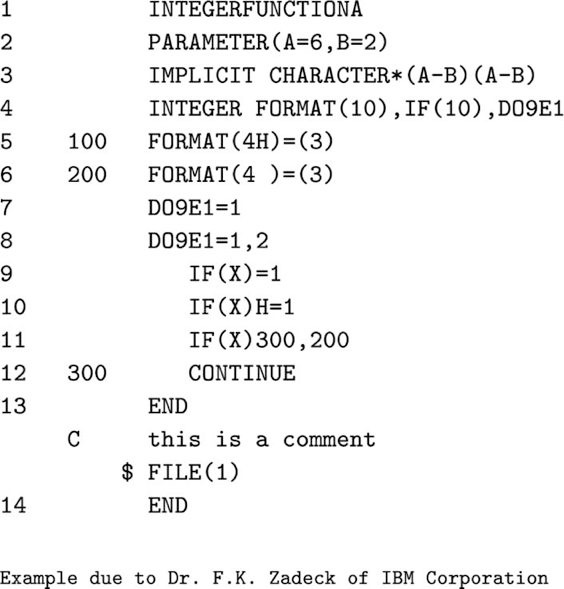 1 INTEGERFUNCTIONA
2 PARAMETER(A=6,B=2)
3 IMPLICIT CHARACTER*(A-B)(A-B)
4 INTEGER FORMAT(10),IF(10),DO9E1
5 100 FORMAT(4H)=(3)
6 200 FORMAT(4 )=(3)
7 DO9E1=1
8 DO9E1=1,2
9 IF(X)=1
10 IF(X)H=1
11 IF(X)300,200
12 300 CONTINUE
13 END
C this is a comment
$ FILE(1)
14 END
Example due to Dr. F.K. Zadeck of IBM Corporation